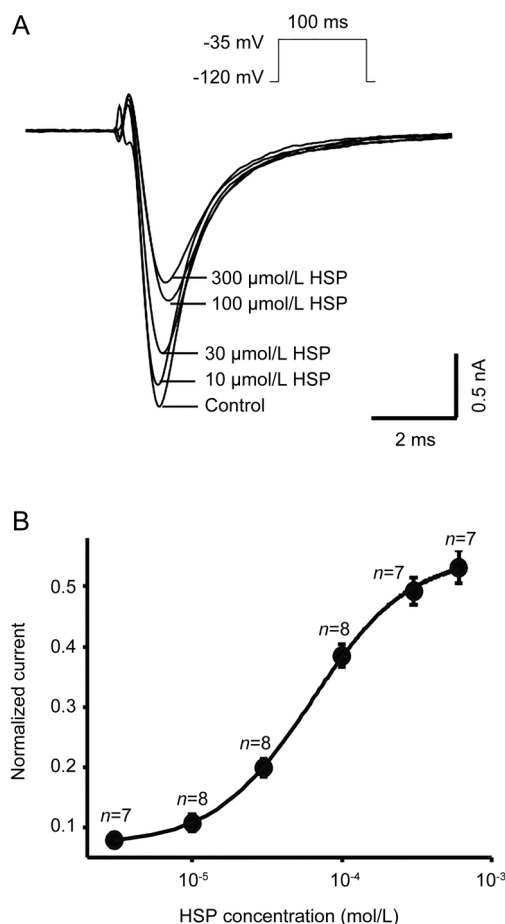 A
100 ms
-35 mV
-120 mV
300 µmol/L HSP
100 µmol/L HSP
30 µmol/L HSP
10 µmol/L HSP
Control
0.5 nA
2 ms
B
n=7
n=7
0.5
n=8
0.4
Normalized current
0.3
n=8
0.2
n=8
n=7
0.1
10⁻⁵
10⁻⁴
10⁻³
HSP concentration (mol/L)